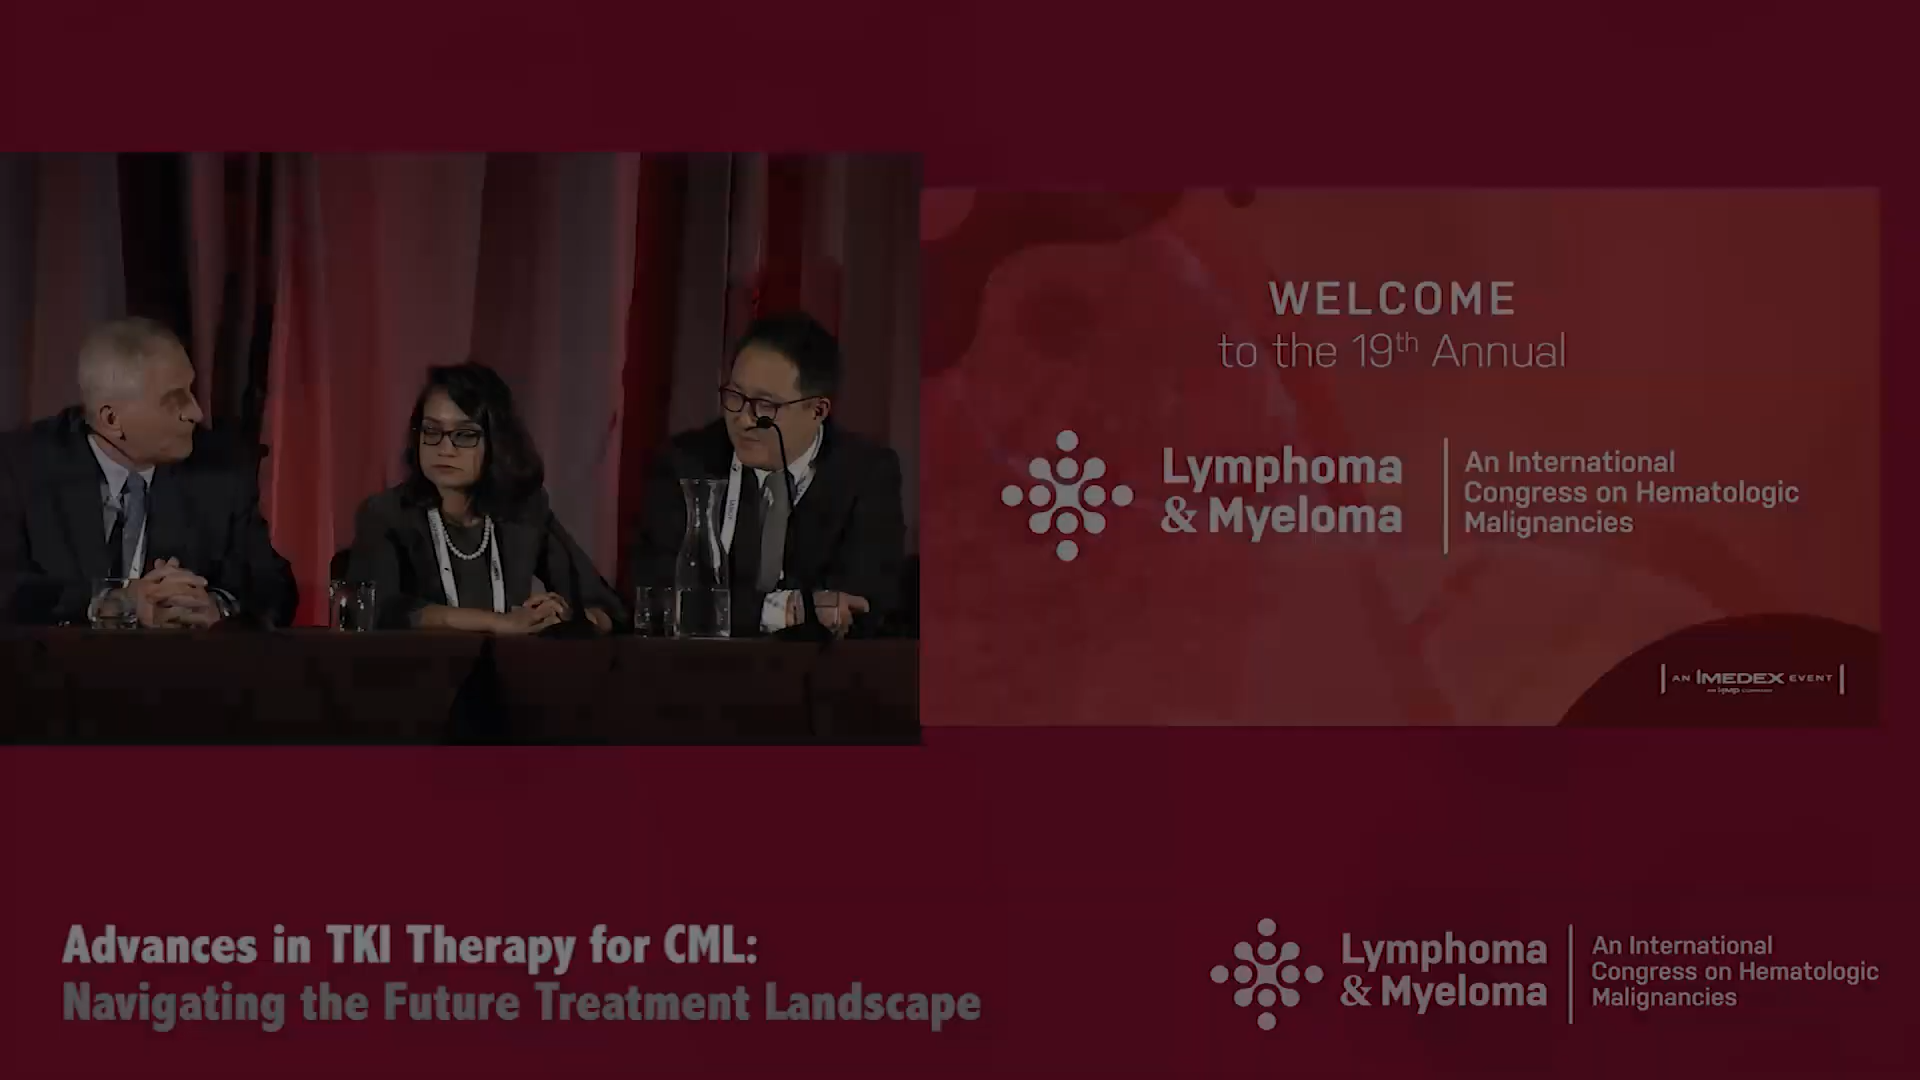 WELCOME
to the 19th Annual
Lymphoma
& Myeloma
An International
Congress on Hematologic
Malignancies
AN IMEDEX EVENT
Advances in TKI Therapy for CML:
Navigating the Future Treatment Landscape
Lymphoma
& Myeloma
An International
Congress on Hematologic
Malignancies